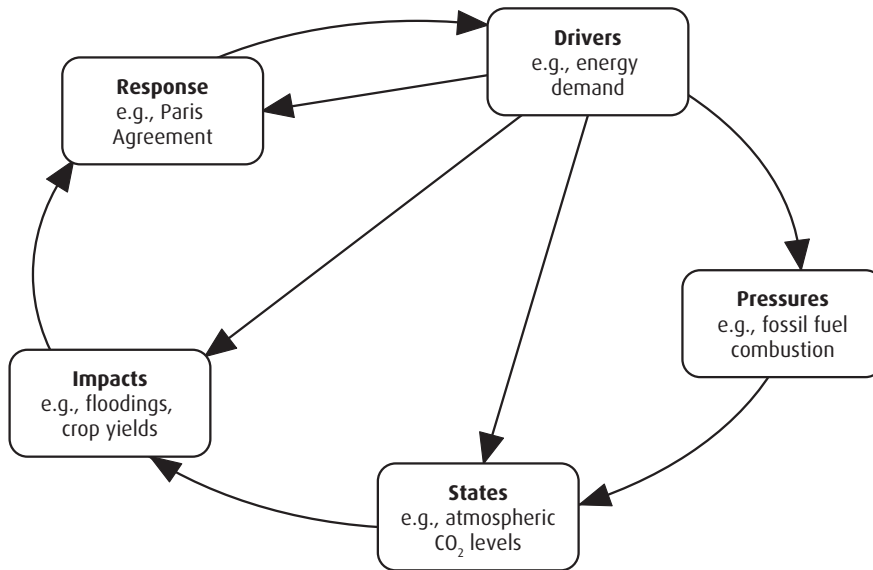 Drivers
e.g., energy
demand
Response
e.g., Paris
Agreement
Pressures
e.g., fossil fuel
combustion
Impacts
e.g., floodings,
crop yields
States
e.g., atmospheric
CO₂ levels